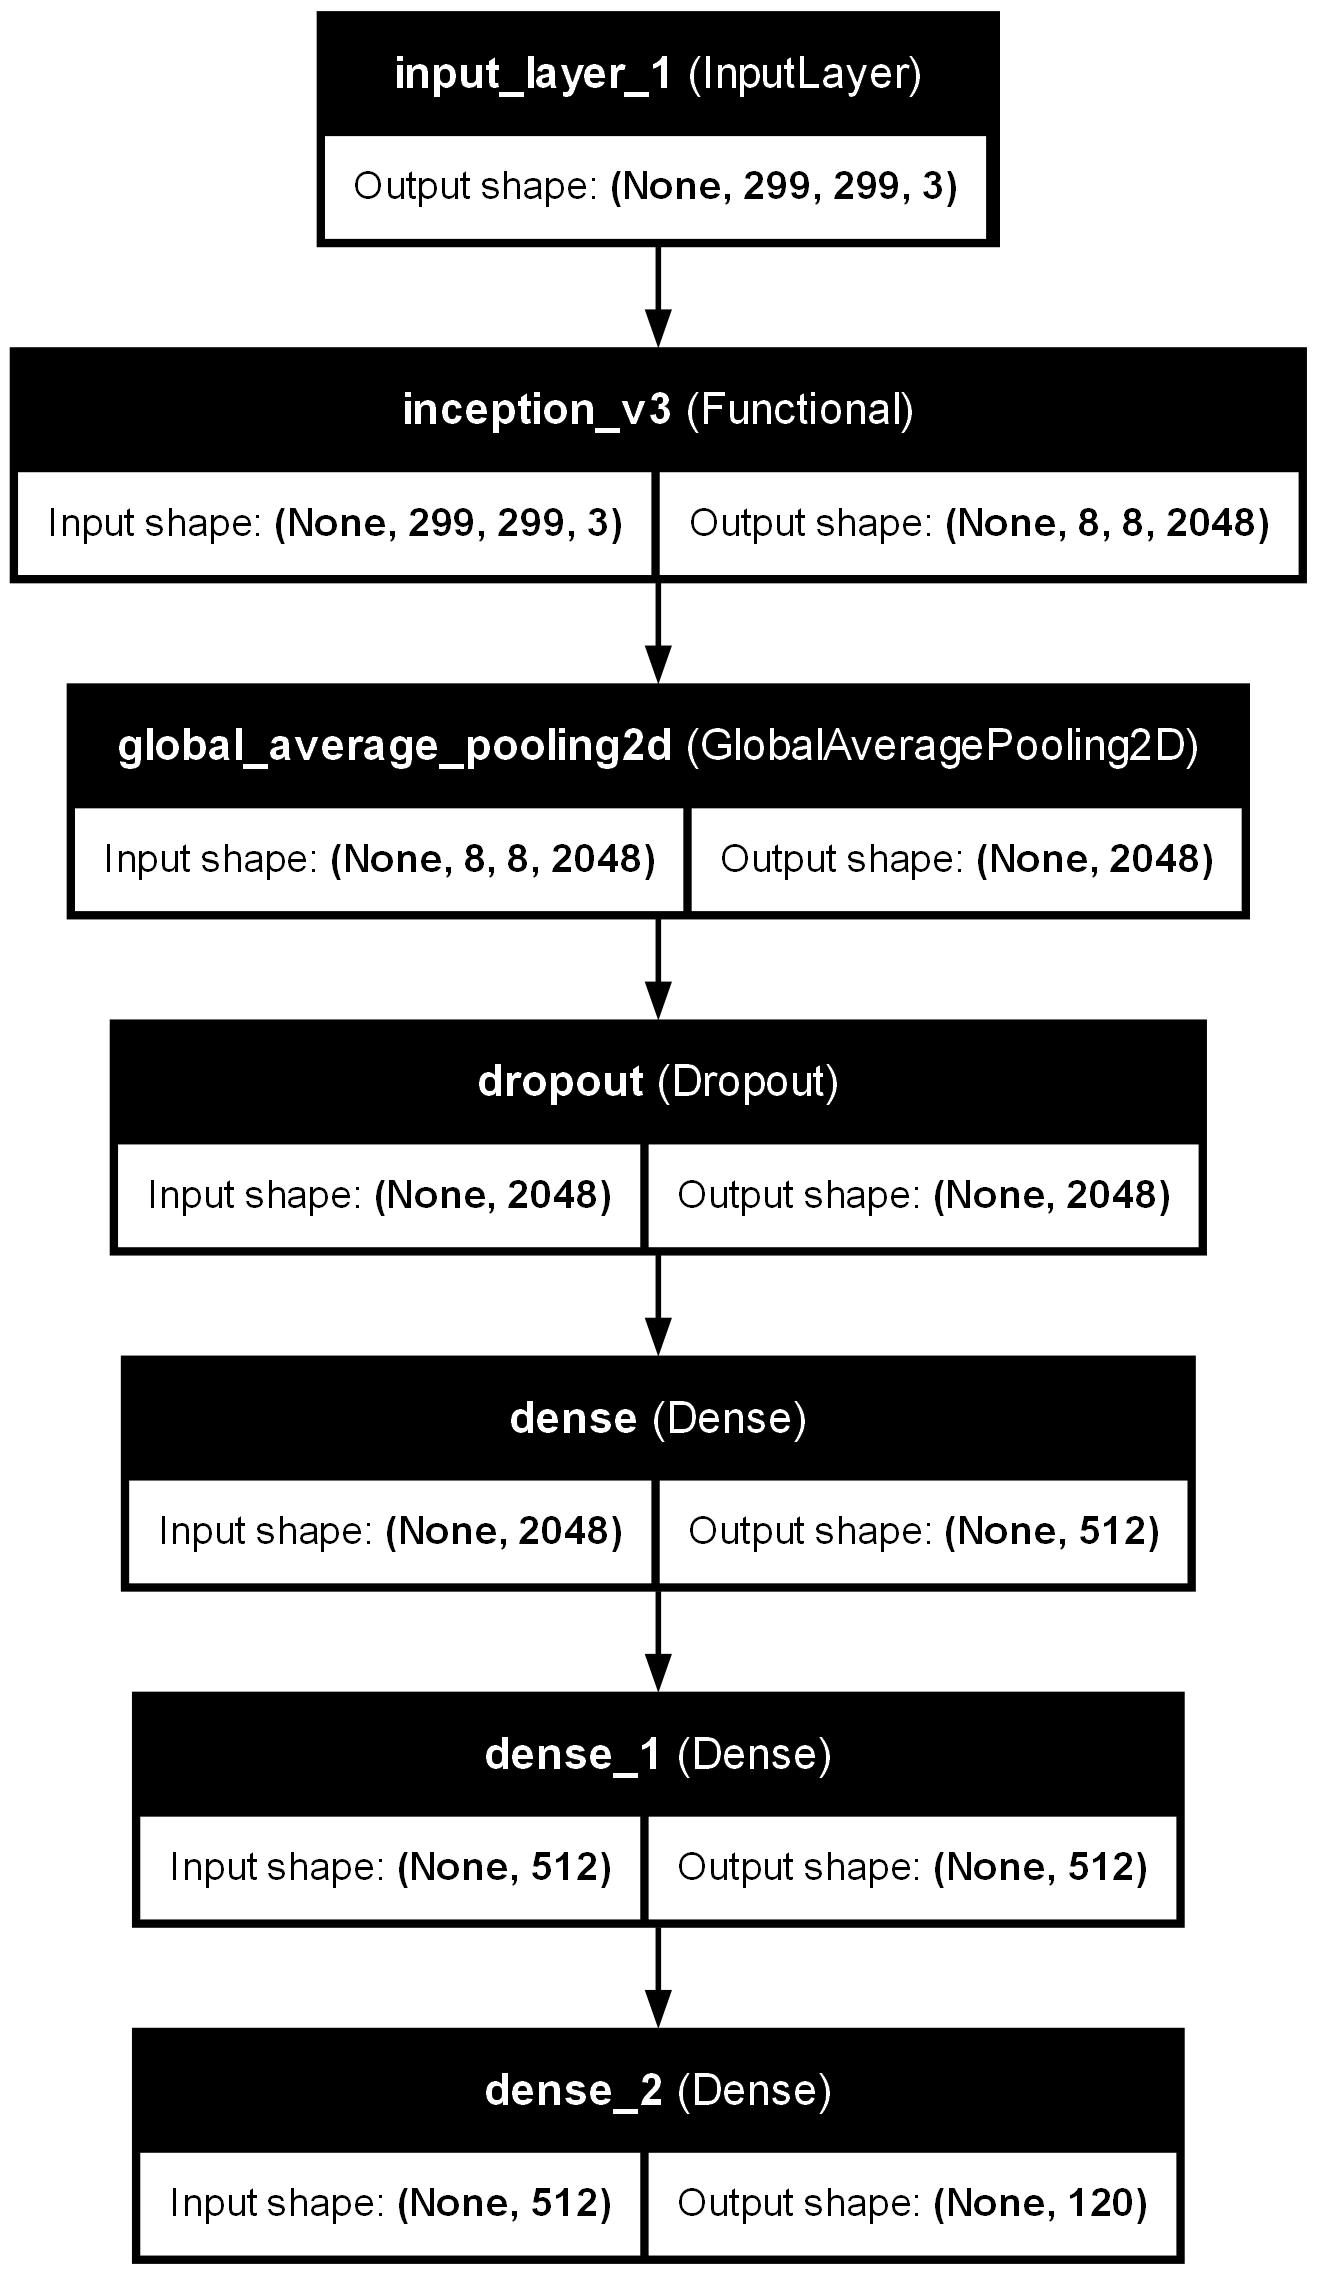 input_layer_1 (InputLayer)
Output shape: (None, 299, 299, 3)
inception_v3 (Functional)
Input shape: (None, 299, 299, 3) Output shape: (None, 8, 8, 2048)
global_average_pooling2d (GlobalAveragePooling2D)
Input shape: (None, 8, 8, 2048) Output shape: (None, 2048)
dropout (Dropout)
Input shape: (None, 2048) Output shape: (None, 2048)
dense (Dense)
Input shape: (None, 2048) Output shape: (None, 512)
dense_1 (Dense)
Input shape: (None, 512) Output shape: (None, 512)
dense_2 (Dense)
Input shape: (None, 512) Output shape: (None, 120)